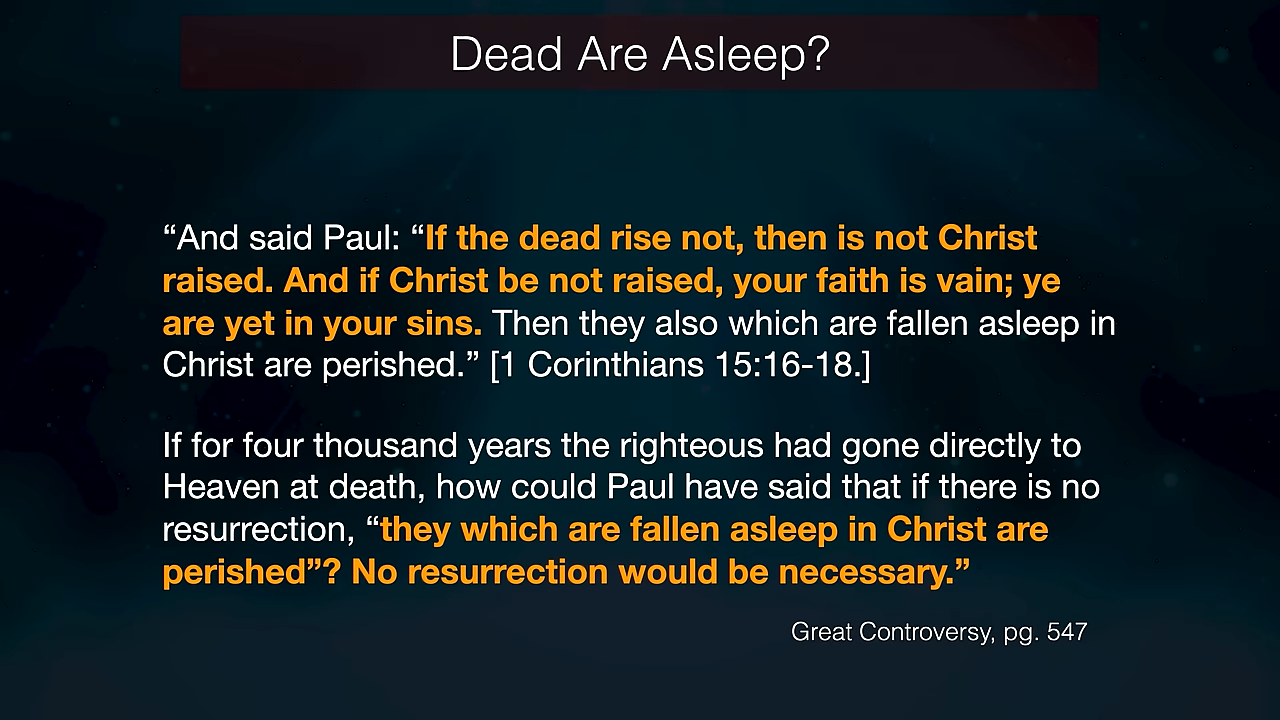 Dead Are Asleep?
“And said Paul: “If the dead rise not, then is not Christ
raised. And if Christ be not raised, your faith is vain; ye
are yet in your sins. Then they also which are fallen asleep in
Christ are perished.” [1 Corinthians 15:16-18.]
If for four thousand years the righteous had gone directly to
Heaven at death, how could Paul have said that if there is no
resurrection, “they which are fallen asleep in Christ are
perished”? No resurrection would be necessary.”
Great Controversy, pg. 547